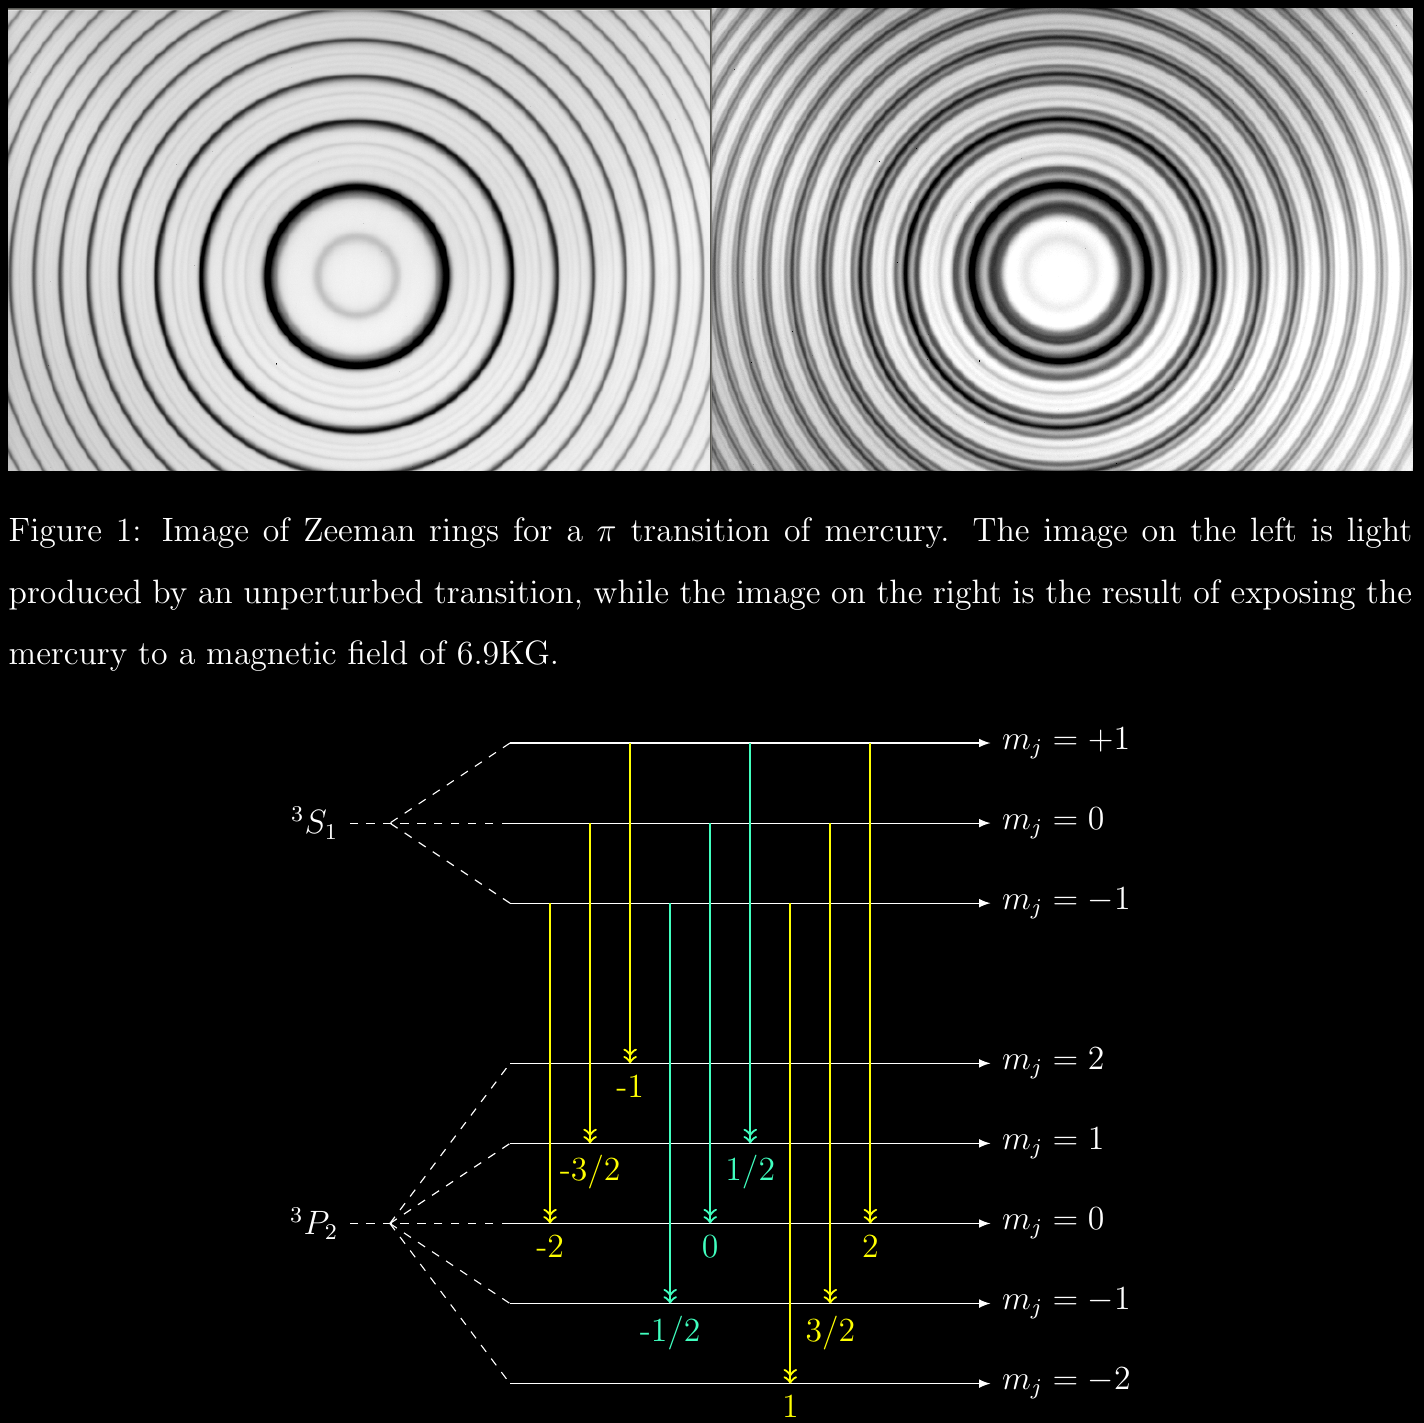 Figure 1: Image of Zeeman rings for a π transition of mercury. The image on the left is light
produced by an unperturbed transition, while the image on the right is the result of exposing the
mercury to a magnetic field of 6.9KG.
m_j = +1
³S₁
m_j = 0
m_j = −1
m_j = 2
-1
m_j = 1
-3/2 1/2
³P₂
m_j = 0
-2 0 2
m_j = −1
-1/2 3/2
m_j = −2
1